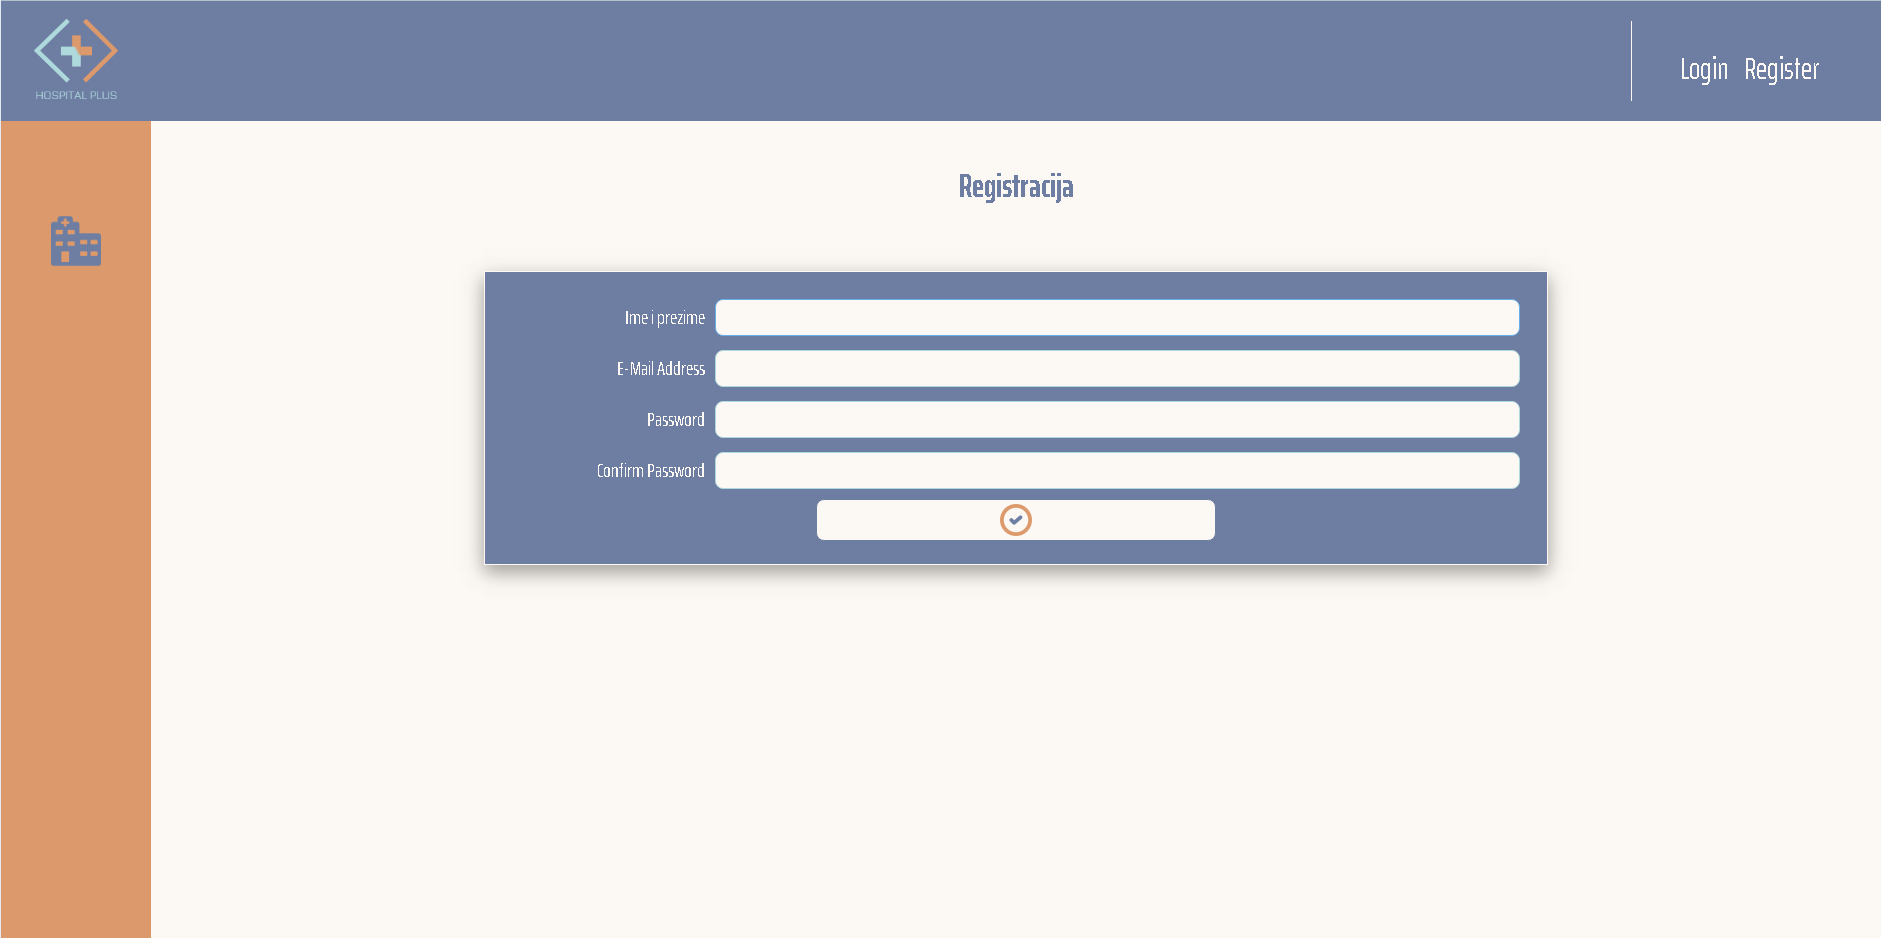 HOSPITAL PLUS
Login Register
Registracija
Ime i prezime
E-Mail Address
Password
Confirm Password